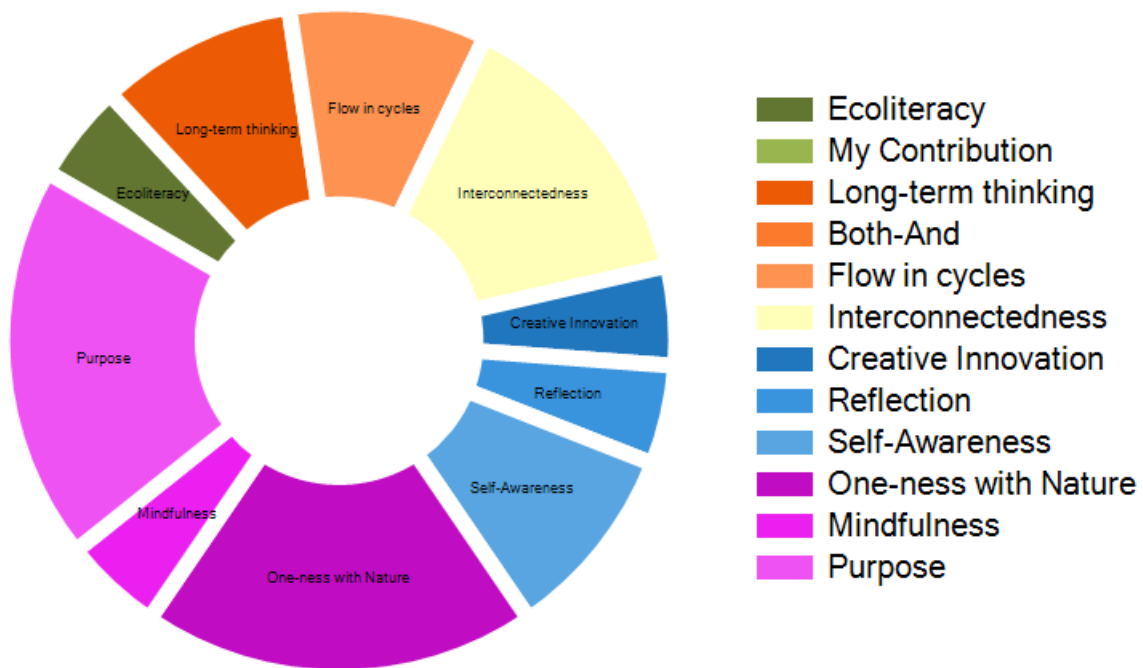 Flow in cycles
Long-term thinking
Interconnectedness
Ecoliteracy
Creative Innovation
Purpose
Reflection
Self-Awareness
Mindfulness
One-ness with Nature
Ecoliteracy
My Contribution
Long-term thinking
Both-And
Flow in cycles
Interconnectedness
Creative Innovation
Reflection
Self-Awareness
One-ness with Nature
Mindfulness
Purpose